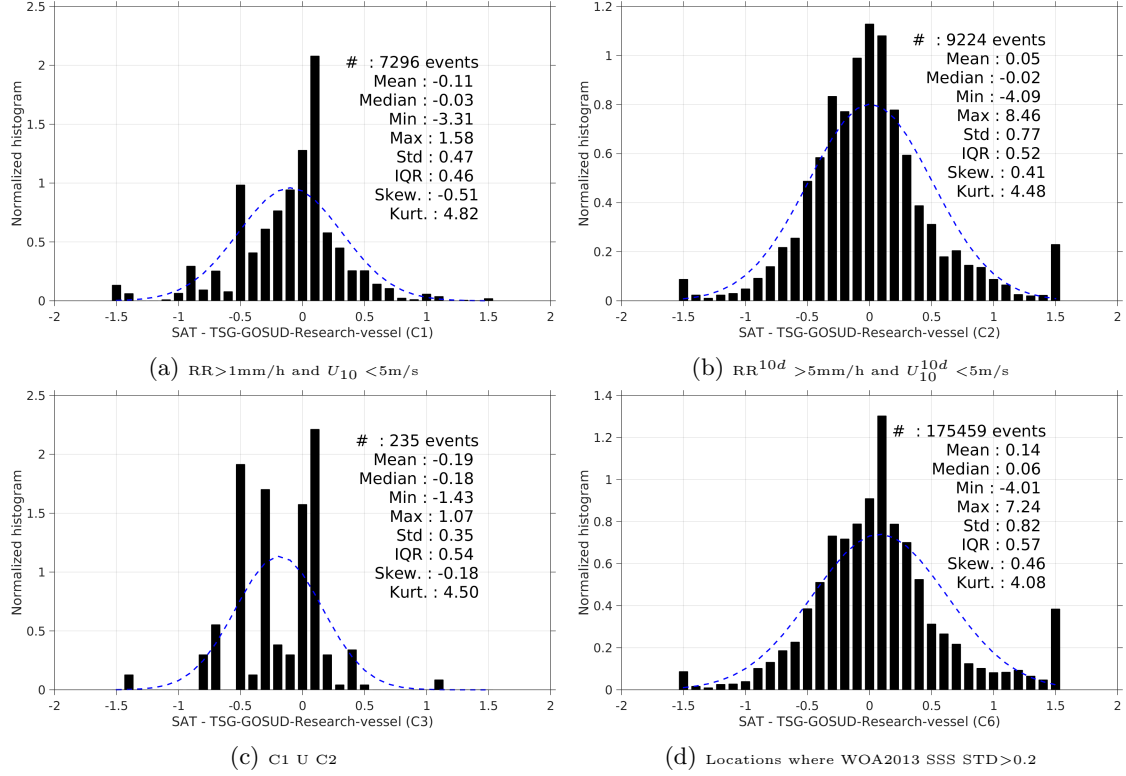 2.5
2
1.5
1
0.5
0
-2
-1.5
-1
-0.5
0
0.5
1
1.5
2
Normalized histogram
SAT - TSG-GOSUD-Research-vessel (C1)
# : 7296 events
Mean : -0.11
Median : -0.03
Min : -3.31
Max : 1.58
Std : 0.47
IQR : 0.46
Skew. : -0.51
Kurt. : 4.82
(a) RR>1mm/h and U10 <5m/s
1.2
1
0.8
0.6
0.4
0.2
0
-2
-1.5
-1
-0.5
0
0.5
1
1.5
2
Normalized histogram
SAT - TSG-GOSUD-Research-vessel (C2)
# : 9224 events
Mean : 0.05
Median : -0.02
Min : -4.09
Max : 8.46
Std : 0.77
IQR : 0.52
Skew. : 0.41
Kurt. : 4.48
(b) RR^10d >5mm/h and U10^10d <5m/s
2.5
2
1.5
1
0.5
0
-2
-1.5
-1
-0.5
0
0.5
1
1.5
2
Normalized histogram
SAT - TSG-GOSUD-Research-vessel (C3)
# : 235 events
Mean : -0.19
Median : -0.18
Min : -1.43
Max : 1.07
Std : 0.35
IQR : 0.54
Skew. : -0.18
Kurt. : 4.50
(c) C1 U C2
1.4
1.2
1
0.8
0.6
0.4
0.2
0
-2
-1.5
-1
-0.5
0
0.5
1
1.5
2
Normalized histogram
SAT - TSG-GOSUD-Research-vessel (C6)
# : 175459 events
Mean : 0.14
Median : 0.06
Min : -4.01
Max : 7.24
Std : 0.82
IQR : 0.57
Skew. : 0.46
Kurt. : 4.08
(d) Locations where WOA2013 SSS STD>0.2